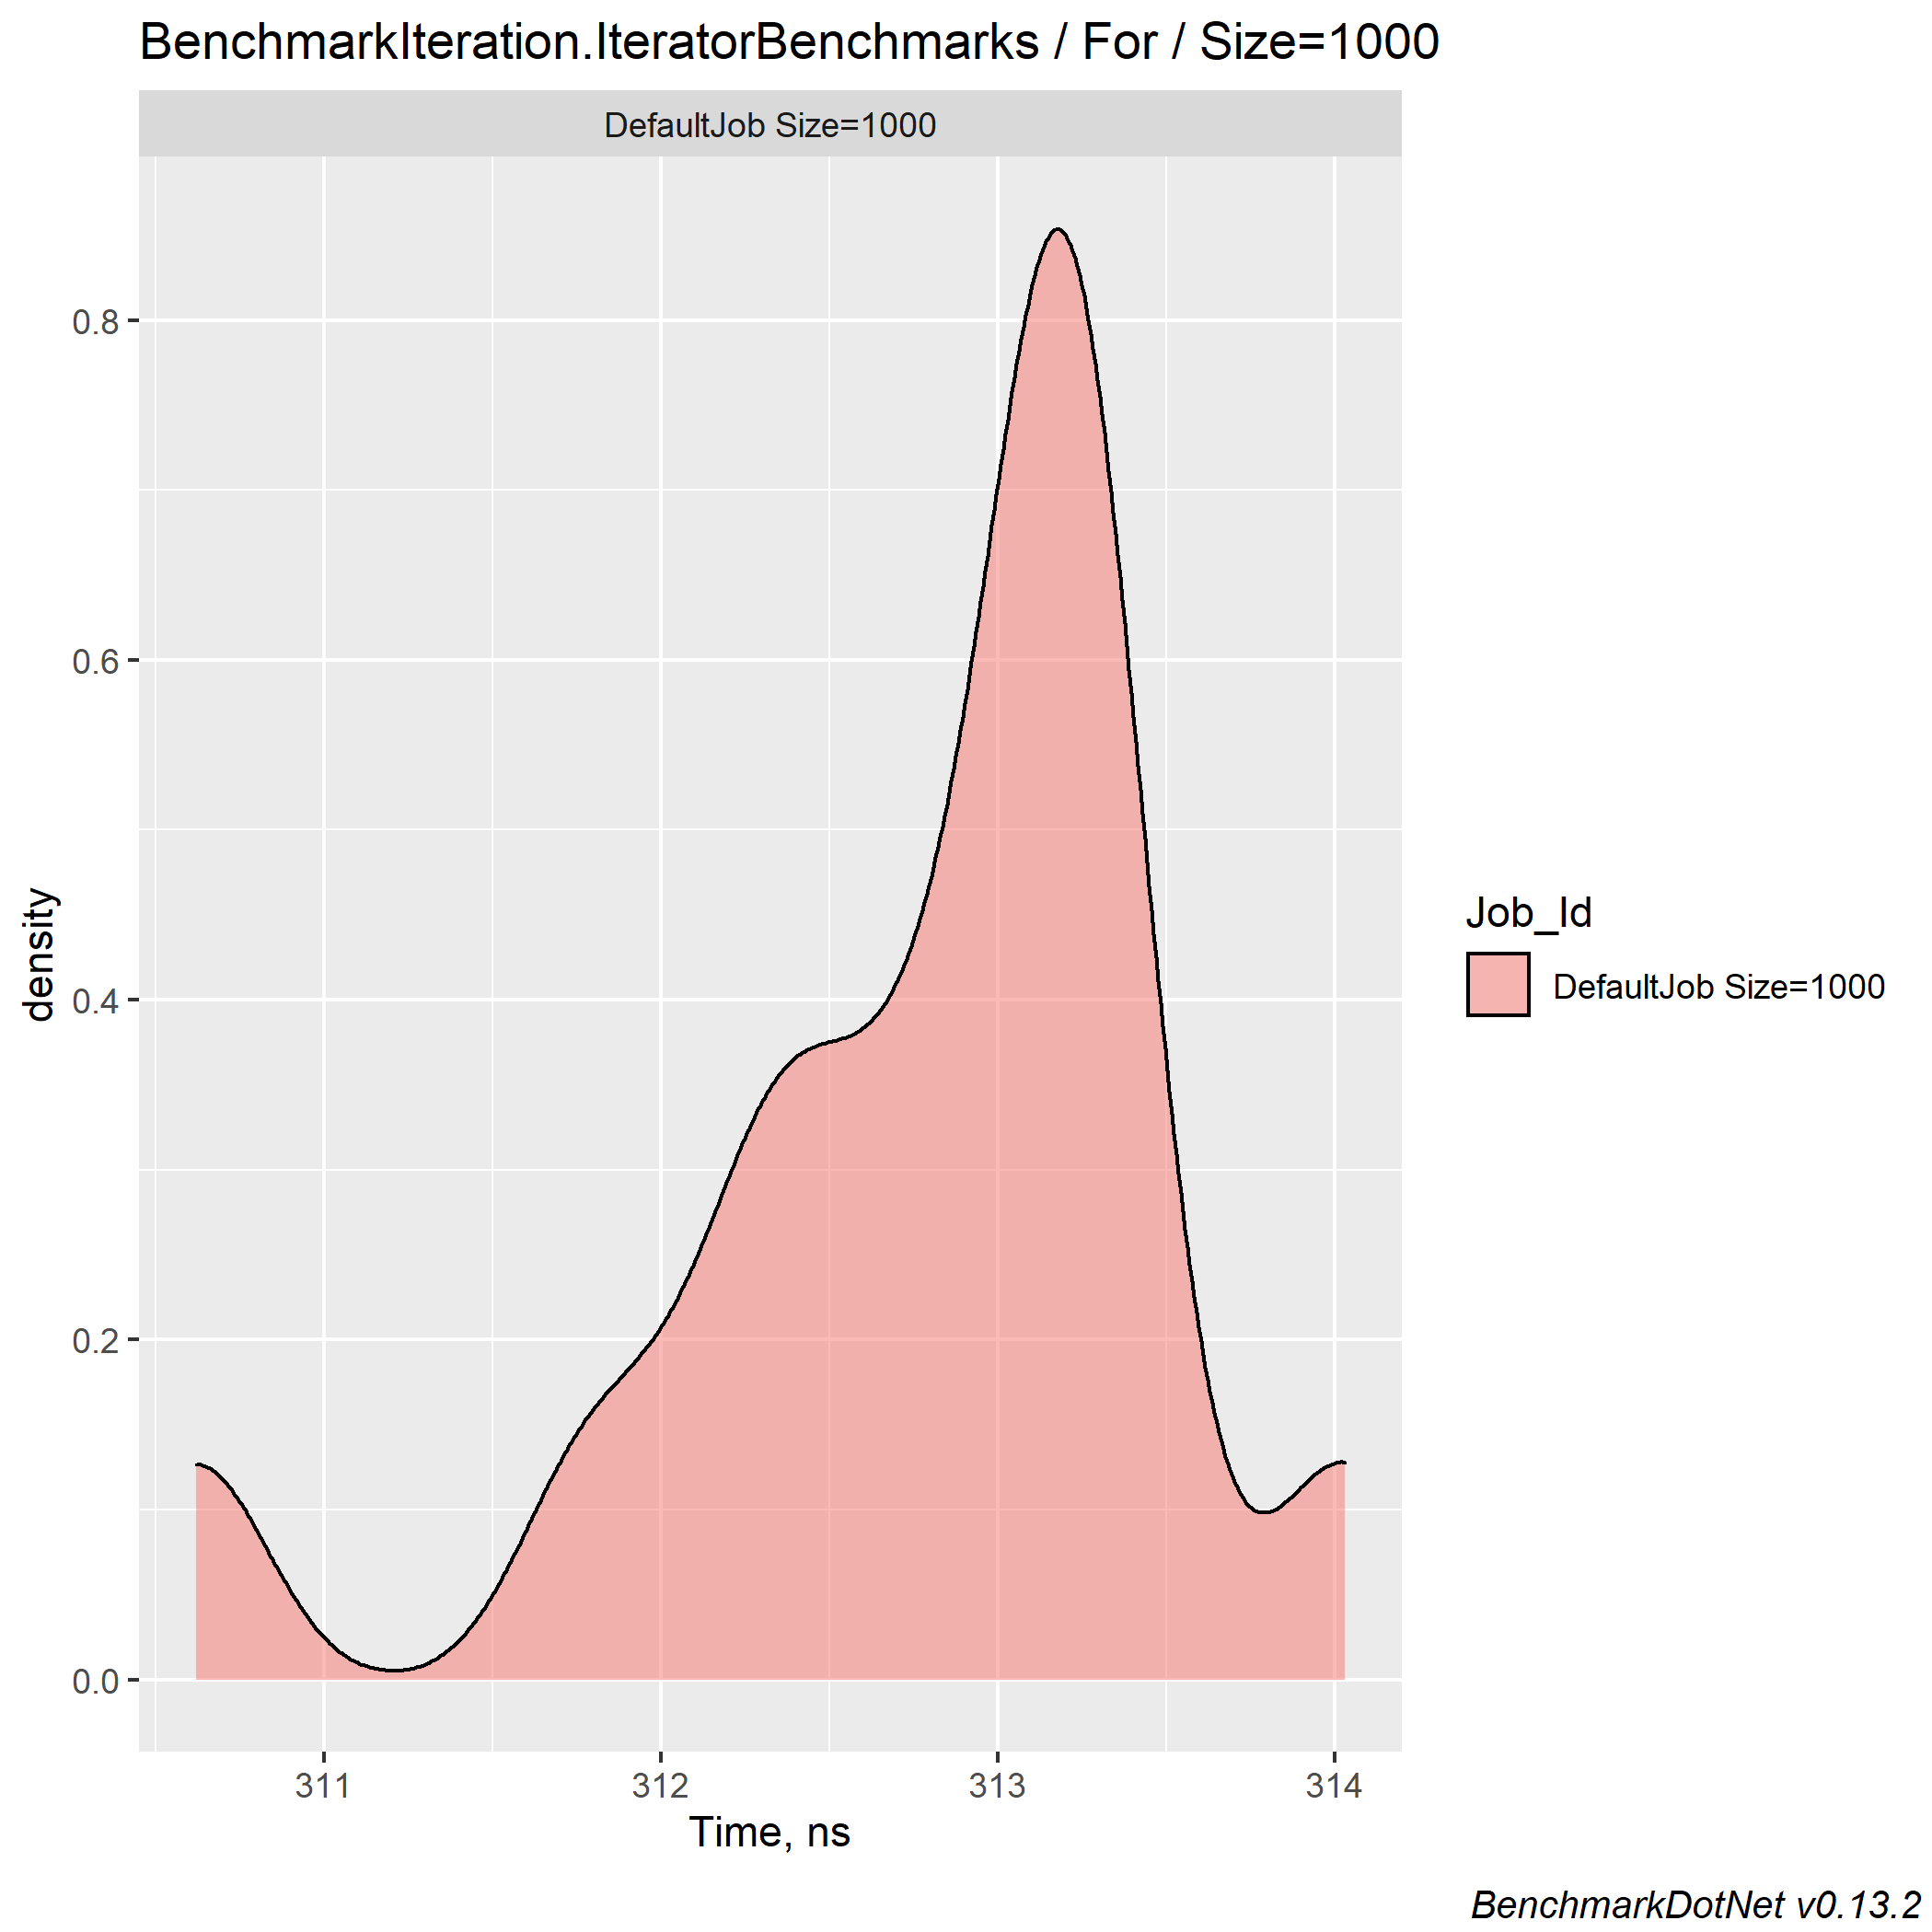 BenchmarkIteration.IteratorBenchmarks / For / Size=1000
DefaultJob Size=1000
0.8
0.6
0.4
0.2
0.0
density
311 312 313 314
Time, ns
Job_Id
DefaultJob Size=1000
BenchmarkDotNet v0.13.2